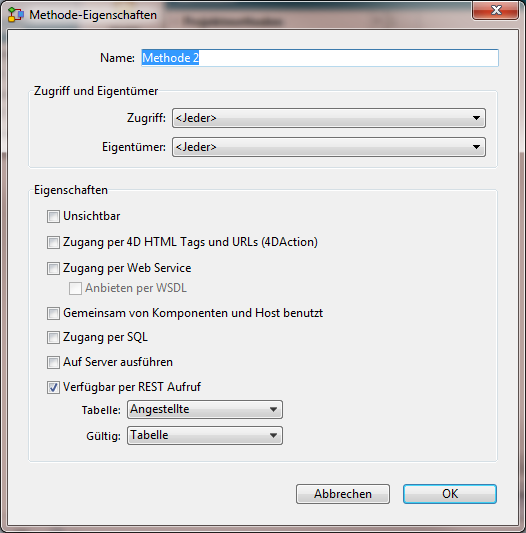 Methode-Eigenschaften
Name: Methode 2
Zugriff und Eigentümer
Zugriff: <Jeder>
Eigentümer: <Jeder>
Eigenschaften
Unsichtbar
Zugang per 4D HTML Tags und URLs (4DAction)
Zugang per Web Service
Anbieten per WSDL
Gemeinsam von Komponenten und Host benutzt
Zugang per SQL
Auf Server ausführen
Verfügbar per REST Aufruf
Tabelle: Angestellte
Gültig: Tabelle
Abbrechen OK